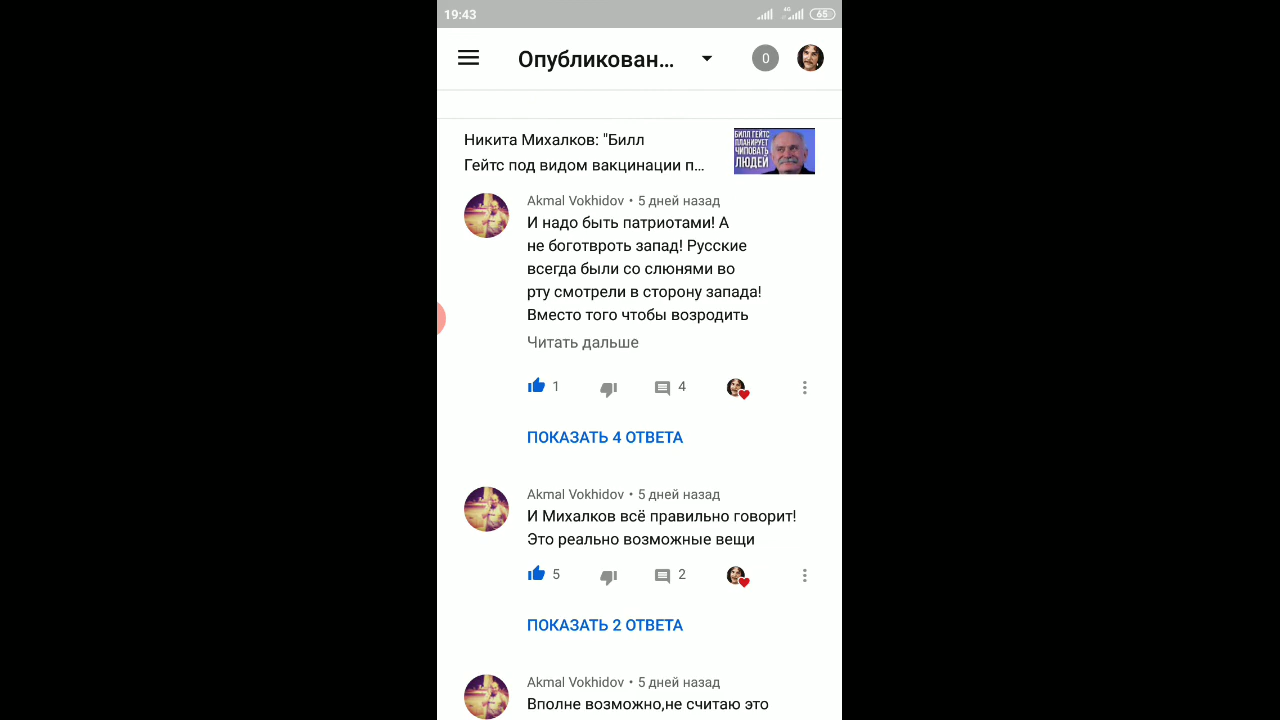 19:43
4G
65
Опубликован...
0
Никита Михалков: "Билл
Гейтс под видом вакцинации п...
БИЛЛ ГЕЙТС
ПЛАНИРУЕТ
ЧИПОВАТЬ
ЛЮДЕЙ
Akmal Vokhidov • 5 дней назад
И надо быть патриотами! А
не боготвроть запад! Русские
всегда были со слюнями во
рту смотрели в сторону запада!
Вместо того чтобы возродить
Читать дальше
1
4
ПОКАЗАТЬ 4 ОТВЕТА
Akmal Vokhidov • 5 дней назад
И Михалков всё правильно говорит!
Это реально возможные вещи
5
2
ПОКАЗАТЬ 2 ОТВЕТА
Akmal Vokhidov • 5 дней назад
Вполне возможно,не считаю это